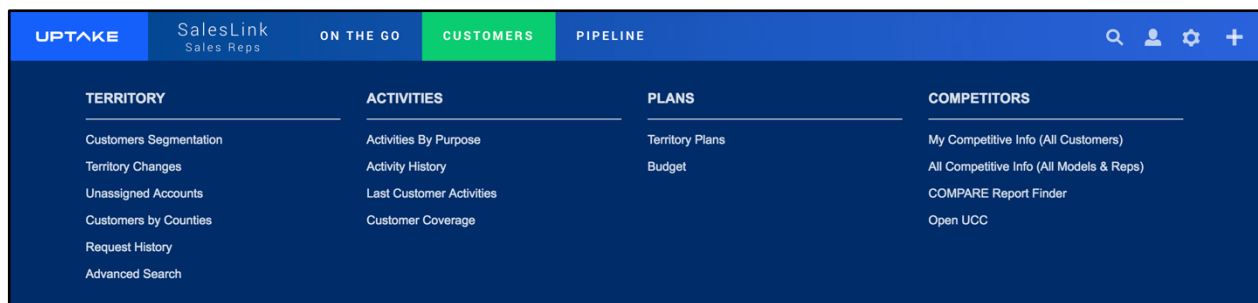 UPTAKE
SalesLink
Sales Reps
ON THE GO
CUSTOMERS
PIPELINE
TERRITORY
Customers Segmentation
Territory Changes
Unassigned Accounts
Customers by Counties
Request History
Advanced Search
ACTIVITIES
Activities By Purpose
Activity History
Last Customer Activities
Customer Coverage
PLANS
Territory Plans
Budget
COMPETITORS
My Competitive Info (All Customers)
All Competitive Info (All Models & Reps)
COMPARE Report Finder
Open UCC